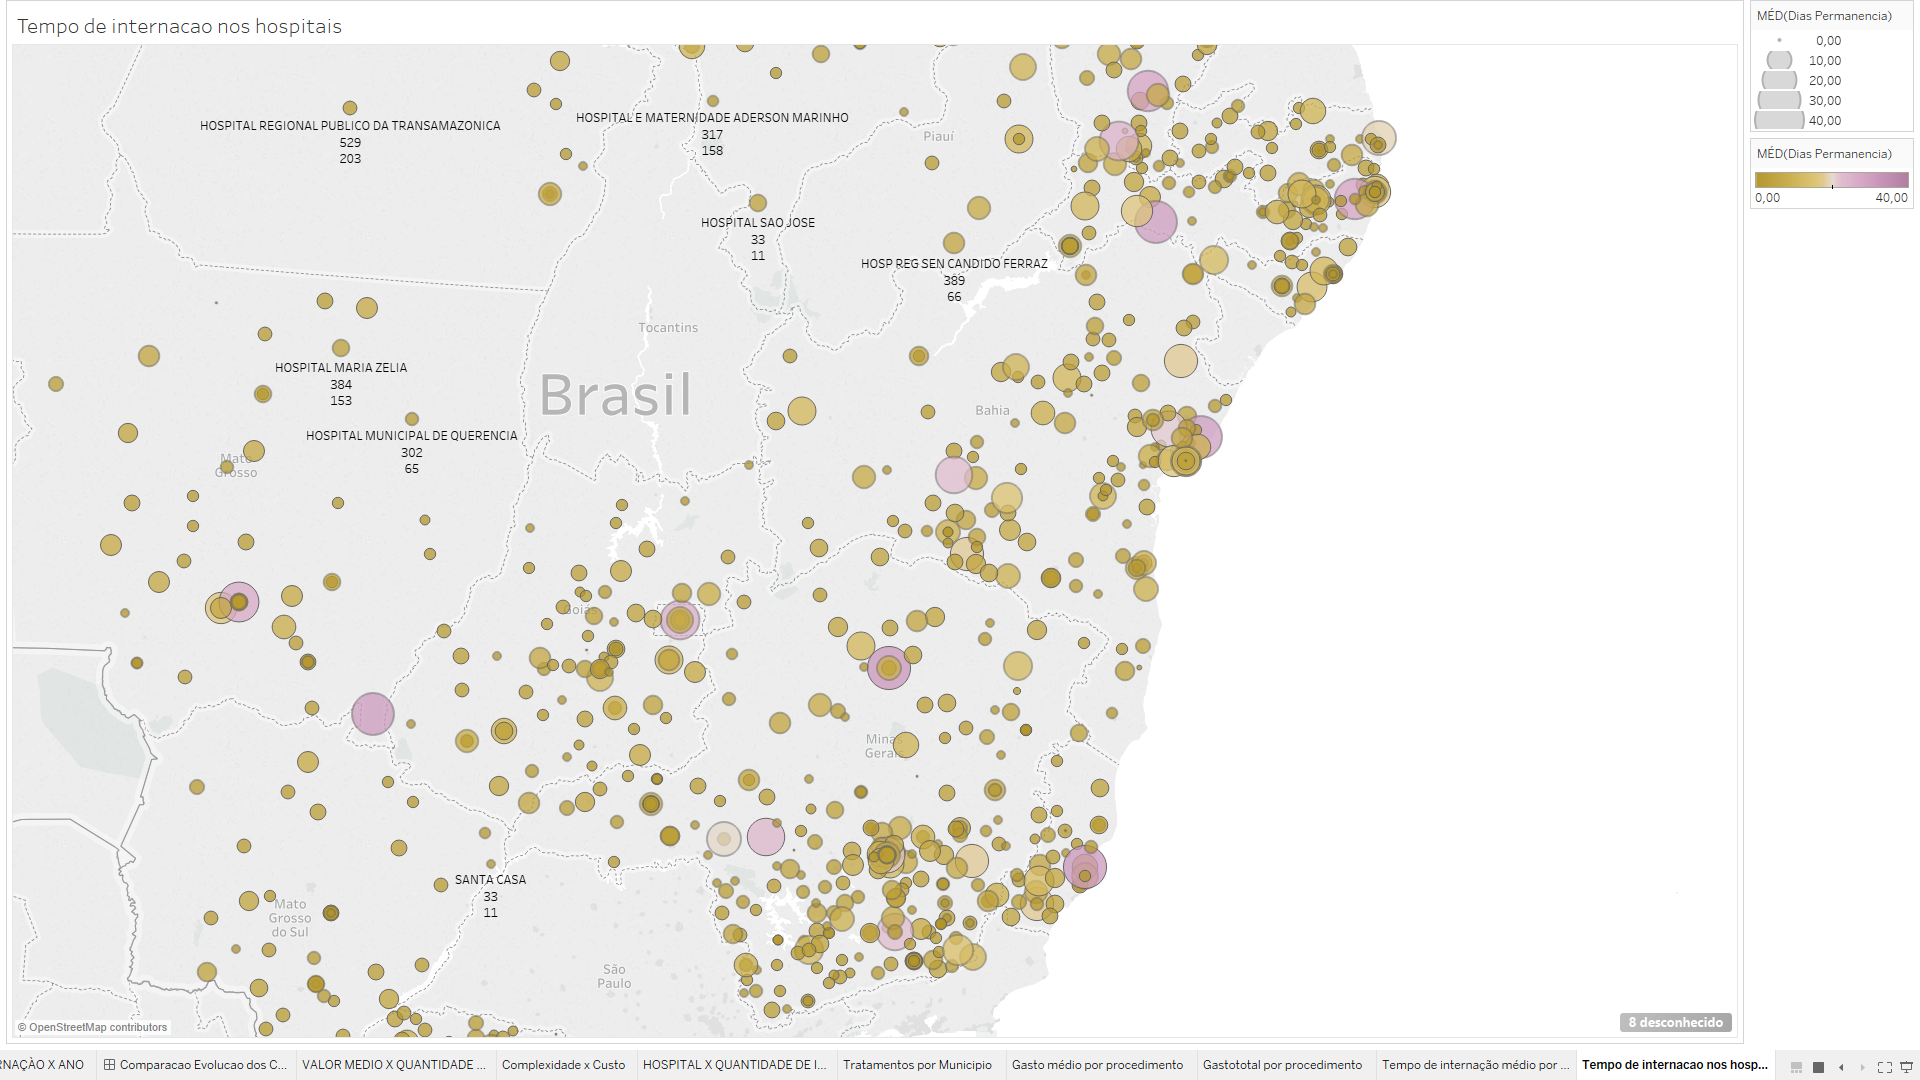 Tempo de internacao nos hospitais
HOSPITAL REGIONAL PUBLICO DA TRANSAMAZONICA
529
203
HOSPITAL E MATERNIDADE ADERSON MARINHO
317
158
Piauí
HOSPITAL SAO JOSE
33
11
HOSP REG SEN CANDIDO FERRAZ
389
66
Tocantins
HOSPITAL MARIA ZELIA
384
153
Brasil
Bahia
HOSPITAL MUNICIPAL DE QUERENCIA
302
65
Mato
Grosso
Goiás
Minas
Gerais
SANTA CASA
33
11
Mato
Grosso
do Sul
São
Paulo
© OpenStreetMap contributors
8 desconhecido
MÉD(Dias Permanencia)
0,00
10,00
20,00
30,00
40,00
MÉD(Dias Permanencia)
0,00 40,00
RNAÇÃO X ANO
Comparacao Evolucao dos C...
VALOR MEDIO X QUANTIDADE ...
Complexidade x Custo
HOSPITAL X QUANTIDADE DE I...
Tratamentos por Municipio
Gasto médio por procedimento
Gastototal por procedimento
Tempo de internação médio por ...
Tempo de internacao nos hosp...